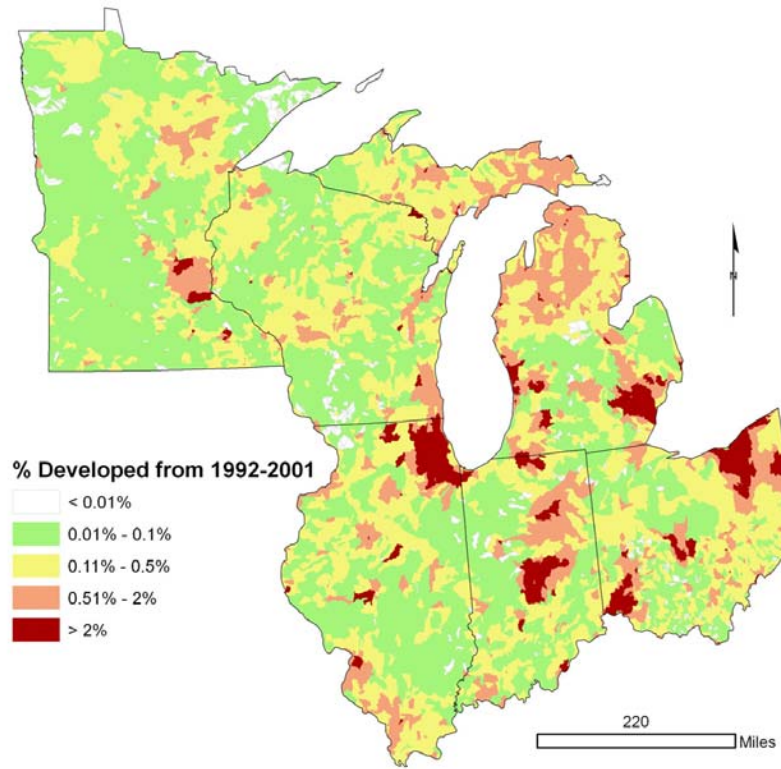 N
% Developed from 1992-2001
< 0.01%
0.01% - 0.1%
0.11% - 0.5%
0.51% - 2%
> 2%
220
Miles